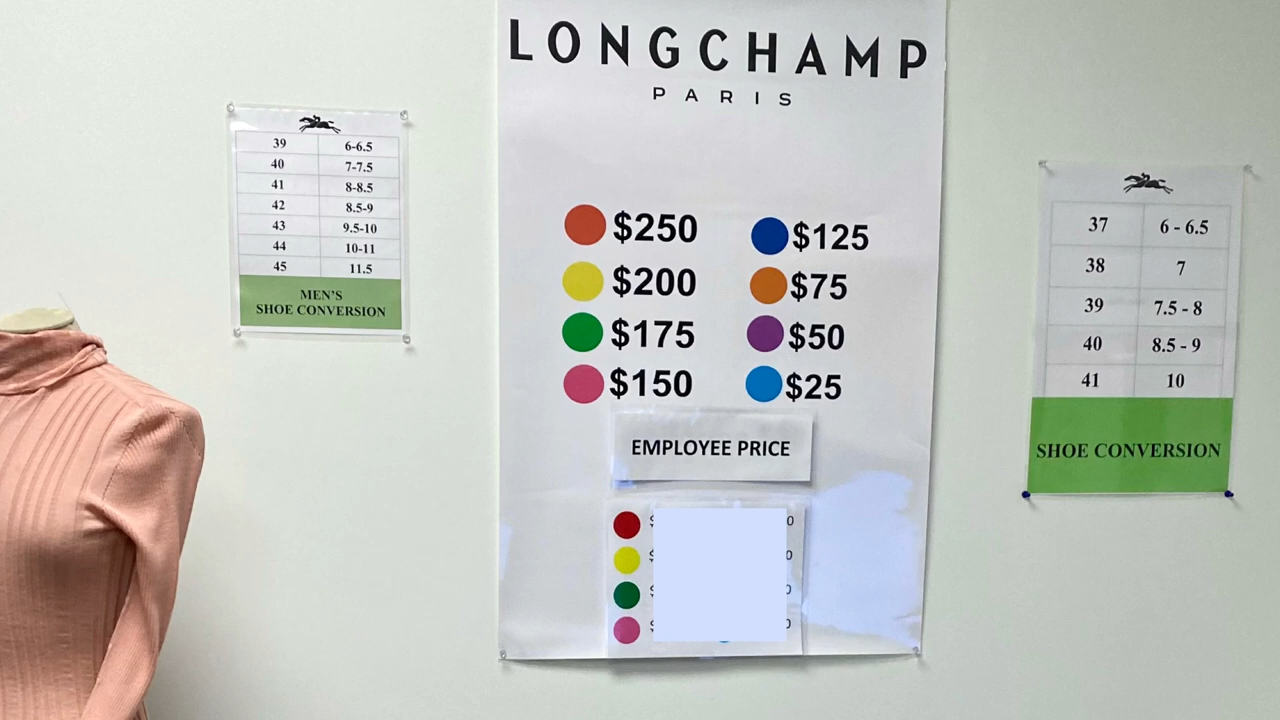 39 6-6.5
40 7-7.5
41 8-8.5
42 8.5-9
43 9.5-10
44 10-11
45 11.5
MEN'S
SHOE CONVERSION
LONGCHAMP
PARIS
$250 $125
$200 $75
$175 $50
$150 $25
EMPLOYEE PRICE
37 6 - 6.5
38 7
39 7.5 - 8
40 8.5 - 9
41 10
SHOE CONVERSION